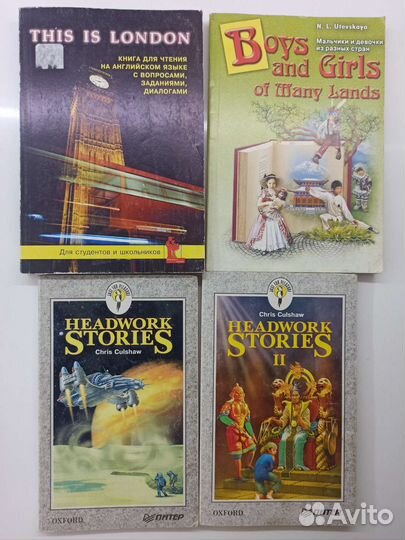 THIS IS LONDON
КНИГА ДЛЯ ЧТЕНИЯ
НА АНГЛИЙСКОМ ЯЗЫКЕ
С ВОПРОСАМИ,
ЗАДАНИЯМИ,
ДИАЛОГАМИ
Для студентов и школьников
N. L. Utevskaya
Мальчики и девочки
из разных стран
Boys
and Girls
of Many Lands
HEADWORK
STORIES
Chris Culshaw
OXFORD
ПИТЕР
Chris Culshaw
HEADWORK
STORIES
II
OXFORD
ПИТЕР
Avito